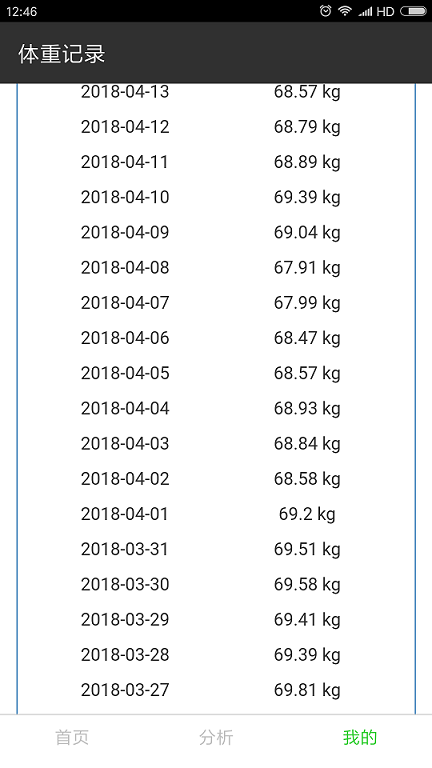 12:46 HD
体重记录
2018-04-13 68.57 kg
2018-04-12 68.79 kg
2018-04-11 68.89 kg
2018-04-10 69.39 kg
2018-04-09 69.04 kg
2018-04-08 67.91 kg
2018-04-07 67.99 kg
2018-04-06 68.47 kg
2018-04-05 68.57 kg
2018-04-04 68.93 kg
2018-04-03 68.84 kg
2018-04-02 68.58 kg
2018-04-01 69.2 kg
2018-03-31 69.51 kg
2018-03-30 69.58 kg
2018-03-29 69.41 kg
2018-03-28 69.39 kg
2018-03-27 69.81 kg
首页 分析 我的